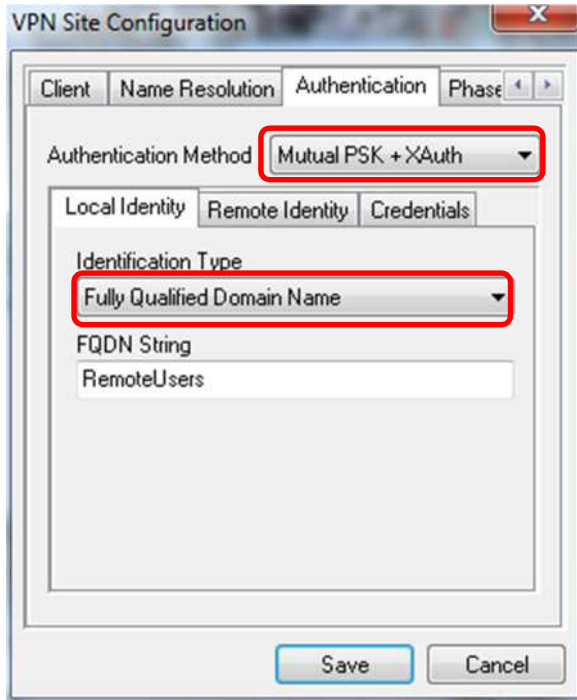 VPN Site Configuration
Client Name Resolution Authentication Phase
Authentication Method Mutual PSK + XAuth
Local Identity Remote Identity Credentials
Identification Type
Fully Qualified Domain Name
FQDN String
RemoteUsers
Save Cancel